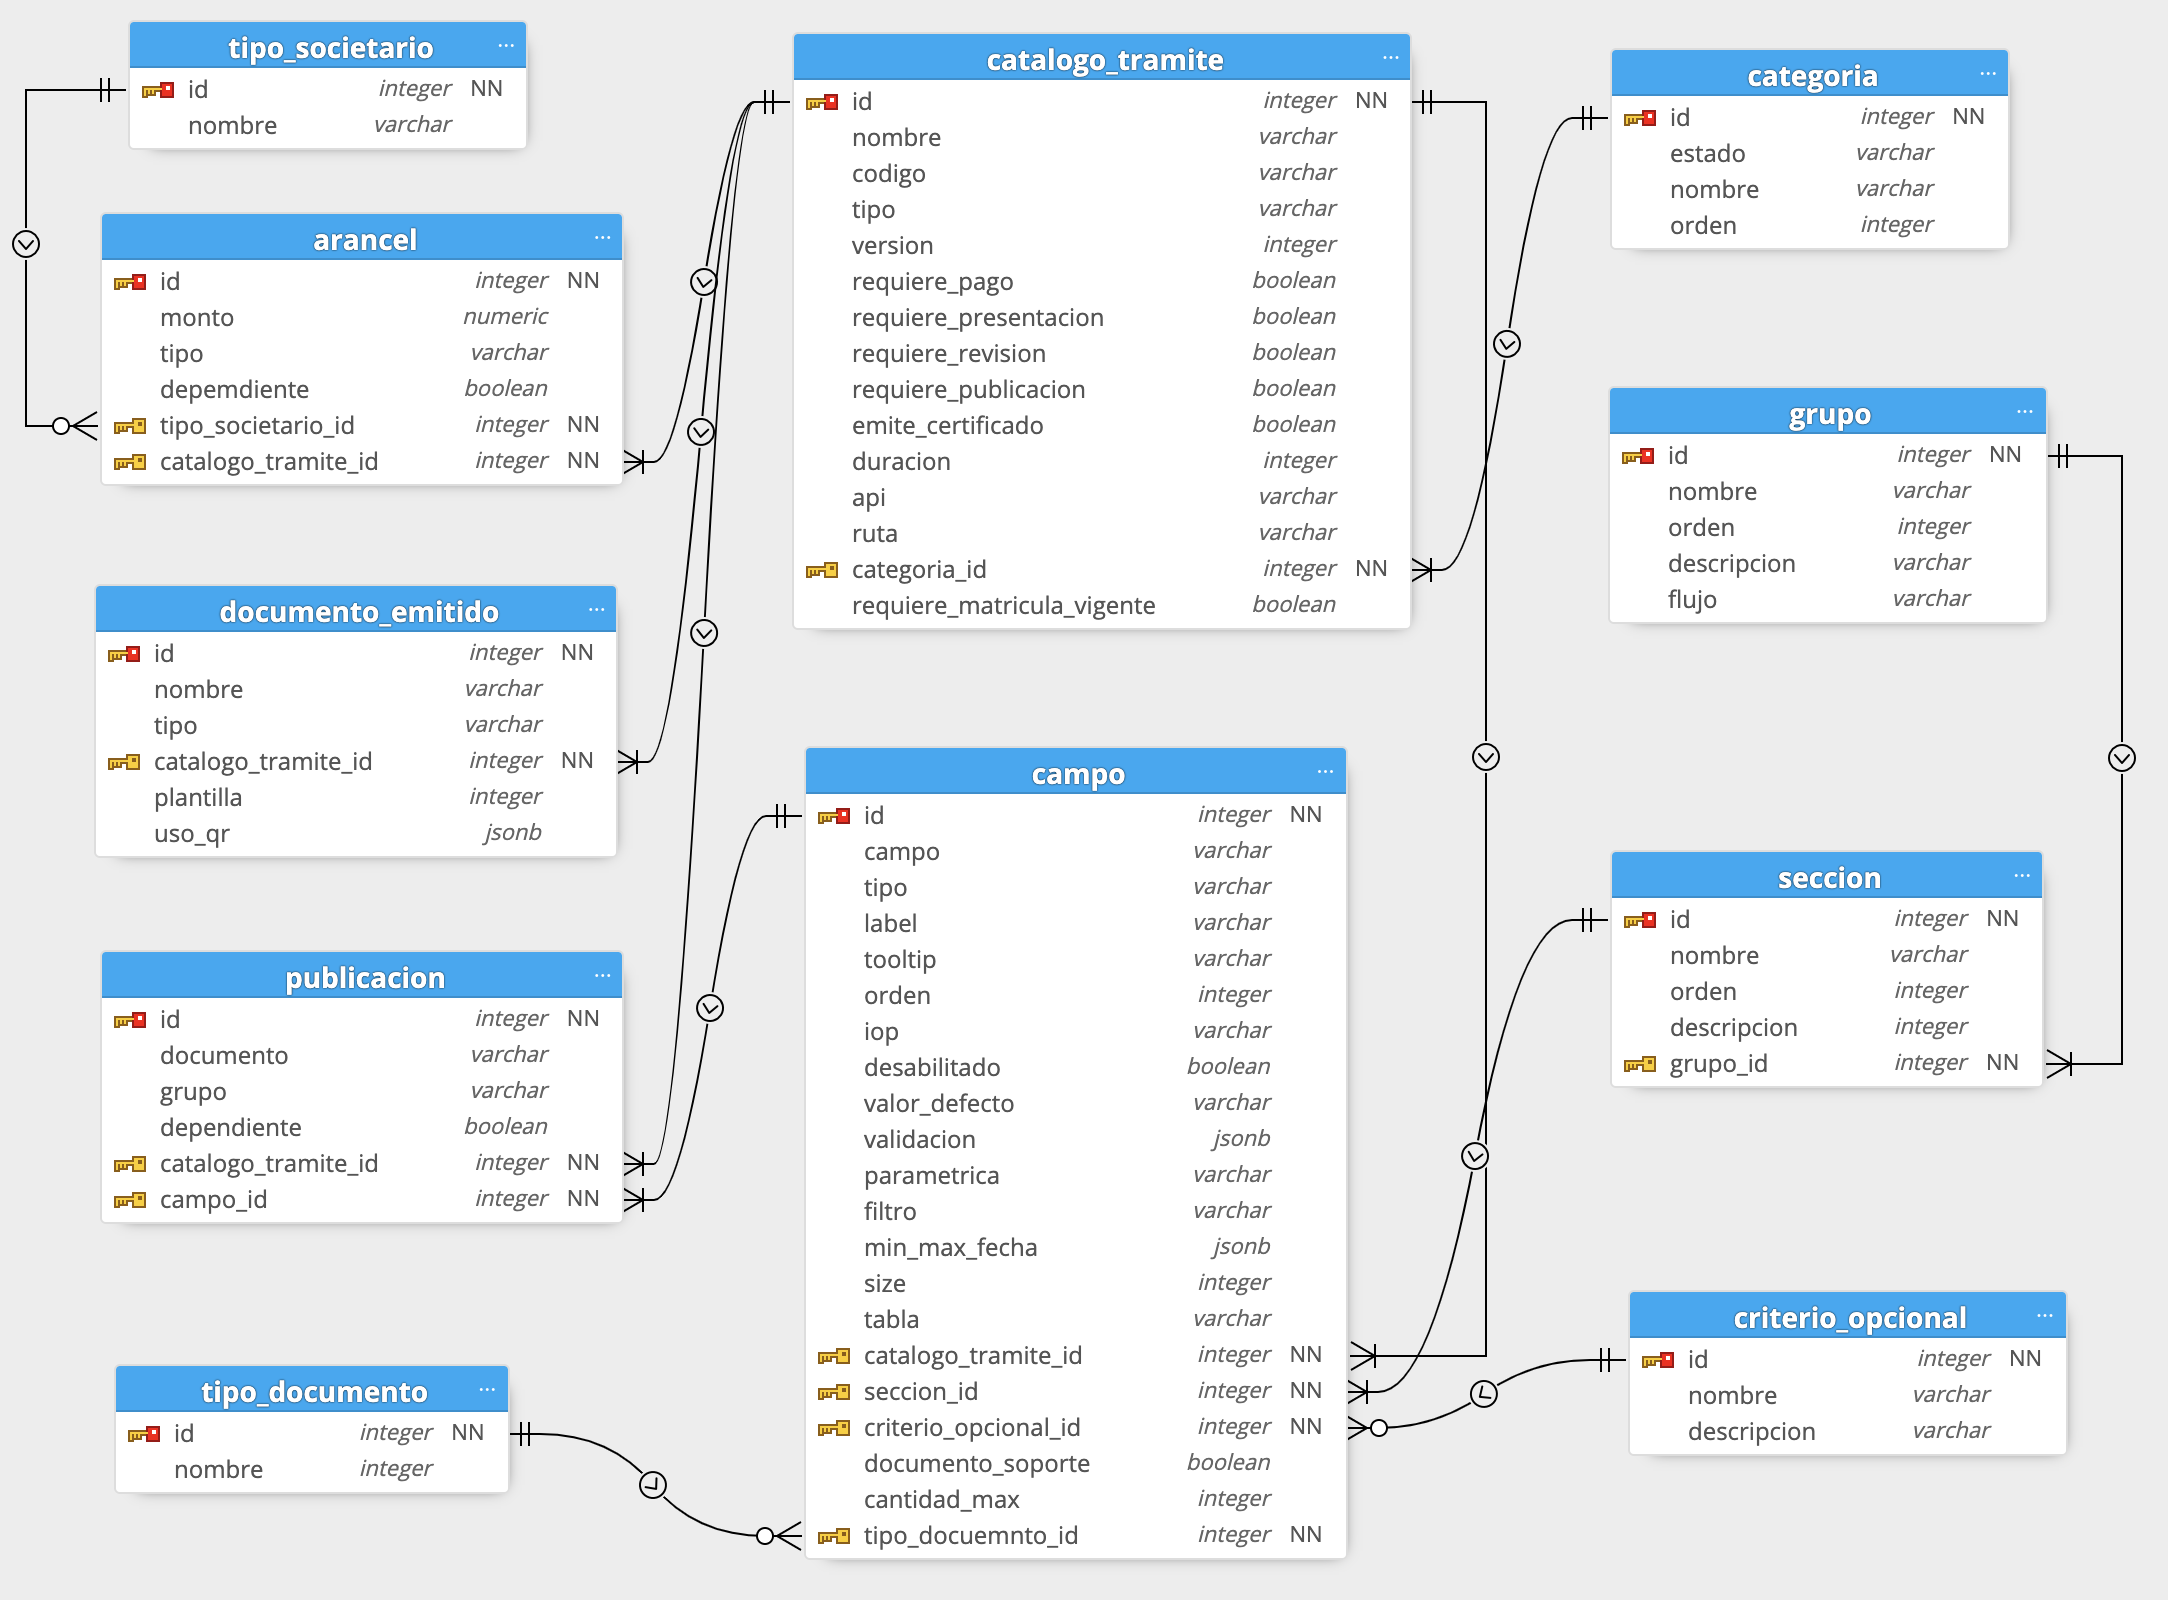 tipo_societario ...
id integer NN
nombre varchar
arancel ...
id integer NN
monto numeric
tipo varchar
depemdiente boolean
tipo_societario_id integer NN
catalogo_tramite_id integer NN
documento_emitido ...
id integer NN
nombre varchar
tipo varchar
catalogo_tramite_id integer NN
plantilla integer
uso_qr jsonb
publicacion ...
id integer NN
documento varchar
grupo varchar
dependiente boolean
catalogo_tramite_id integer NN
campo_id integer NN
tipo_documento ...
id integer NN
nombre integer
catalogo_tramite ...
id integer NN
nombre varchar
codigo varchar
tipo varchar
version integer
requiere_pago boolean
requiere_presentacion boolean
requiere_revision boolean
requiere_publicacion boolean
emite_certificado boolean
duracion integer
api varchar
ruta varchar
categoria_id integer NN
requiere_matricula_vigente boolean
campo ...
id integer NN
campo varchar
tipo varchar
label varchar
tooltip varchar
orden integer
iop varchar
desabilitado boolean
valor_defecto varchar
validacion jsonb
parametrica varchar
filtro varchar
min_max_fecha jsonb
size integer
tabla varchar
catalogo_tramite_id integer NN
seccion_id integer NN
criterio_opcional_id integer NN
documento_soporte boolean
cantidad_max integer
tipo_docuemnto_id integer NN
categoria ...
id integer NN
estado varchar
nombre varchar
orden integer
grupo ...
id integer NN
nombre varchar
orden integer
descripcion varchar
flujo varchar
seccion ...
id integer NN
nombre varchar
orden integer
descripcion integer
grupo_id integer NN
criterio_opcional ...
id integer NN
nombre varchar
descripcion varchar